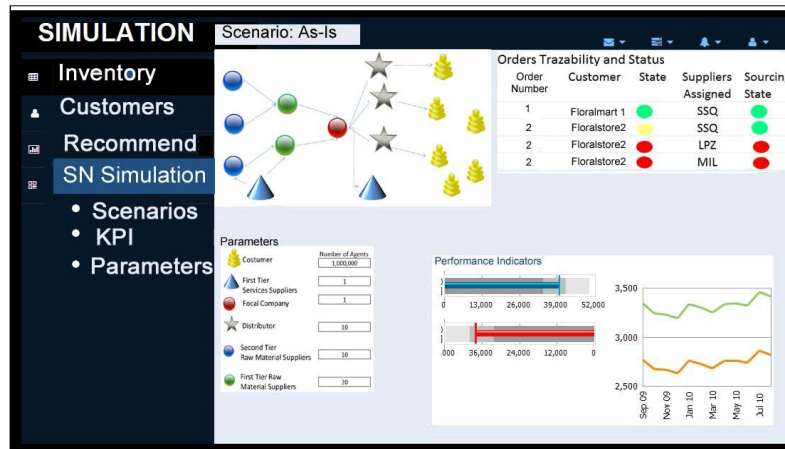 SIMULATION
Scenario: As-Is
Inventory
Customers
Recommend
SN Simulation
• Scenarios
• KPI
• Parameters
Orders Trazability and Status
Order Number Customer State Suppliers Assigned Sourcing State
1 Floralmart 1 SSQ
2 Floralstore2 SSQ
2 Floralstore2 LPZ
2 Floralstore2 MIL
Parameters
Number of Agents
Costumer 1,000,000
First Tier Services Suppliers 1
Focal Company 1
Distributor 10
Second Tier Raw Material Suppliers 10
First Tier Raw Material Suppliers 20
Performance Indicators
0 13,000 26,000 39,000 52,000
.000 36,000 24,000 12,000 0
3,500
3,000
2,500
Sep 09 Nov 09 Jan 10 Mar 10 May 10 Jul 10